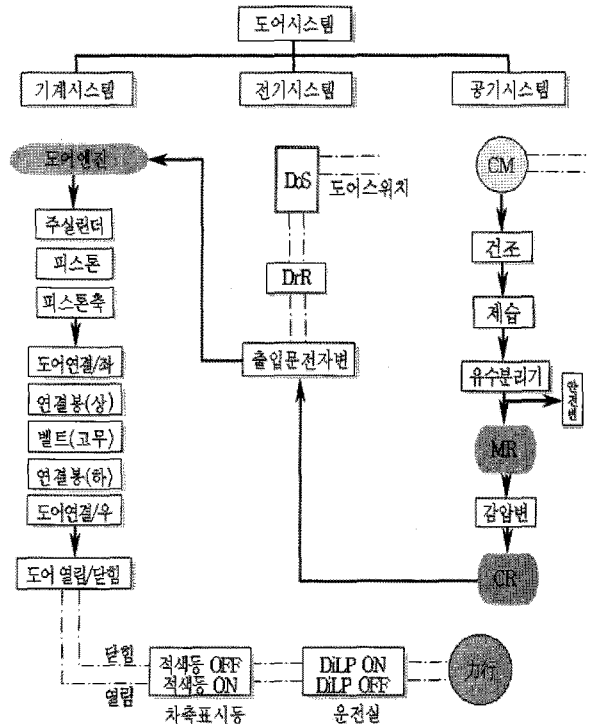 도어시스템
기계시스템
전기시스템
공기시스템
도어엔진
주실린더
피스톤
피스톤축
도어연결/좌
연결봉(상)
벨트(고무)
연결봉(하)
도어연결/우
도어 열림/닫힘
DoS
도어스위치
DrR
출입문전자변
CM
건조
제습
유수분리기
MR
감압변
CR
닫힘
열림
적색등 OFF
적색등 ON
차측표시등
DiLP ON
DiLP OFF
운전실
力行